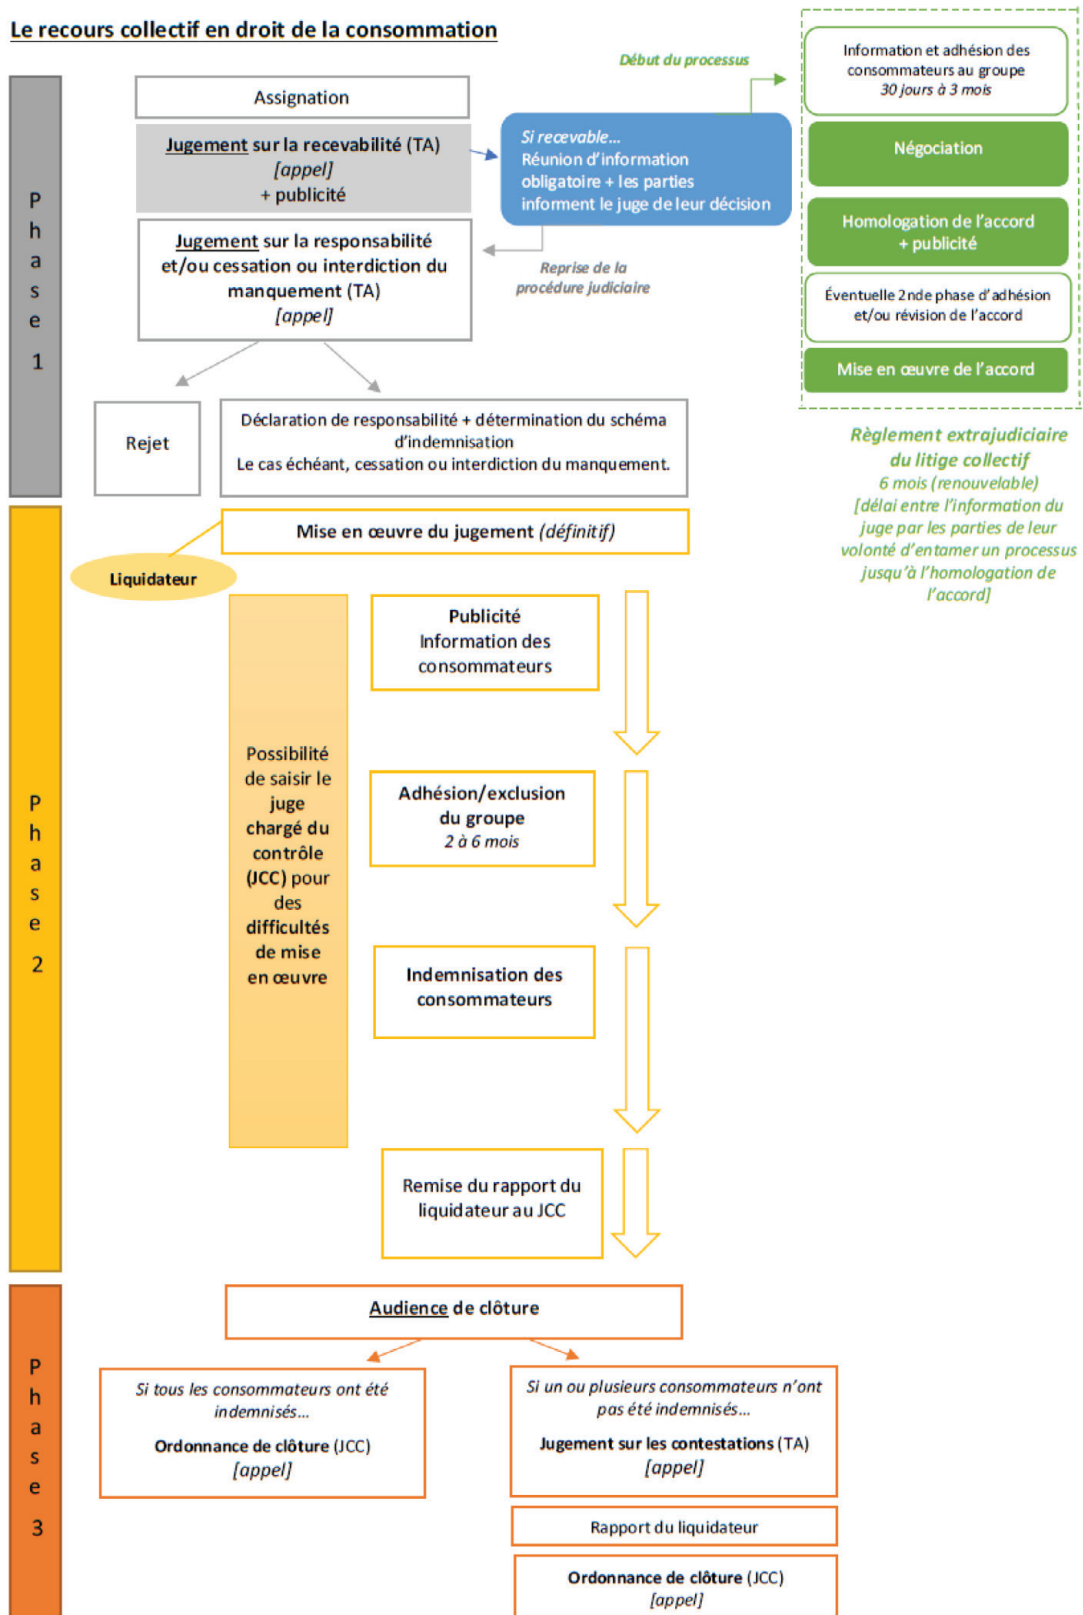 Le recours collectif en droit de la consommation
Phase 1
Assignation
Jugement sur la recevabilité (TA)
[appel]
+ publicité
Si recevable…
Réunion d'information
obligatoire + les parties
informent le juge de leur décision
Début du processus
Reprise de la
procédure judiciaire
Jugement sur la responsabilité
et/ou cessation ou interdiction du
manquement (TA)
[appel]
Rejet
Déclaration de responsabilité + détermination du schéma
d'indemnisation
Le cas échéant, cessation ou interdiction du manquement.
Information et adhésion des
consommateurs au groupe
30 jours à 3 mois
Négociation
Homologation de l'accord
+ publicité
Éventuelle 2nde phase d'adhésion
et/ou révision de l'accord
Mise en œuvre de l'accord
Règlement extrajudiciaire
du litige collectif
6 mois (renouvelable)
[délai entre l'information du
juge par les parties de leur
volonté d'entamer un processus
jusqu'à l'homologation de
l'accord]
Phase 2
Mise en œuvre du jugement (définitif)
Liquidateur
Possibilité
de saisir le
juge
chargé du
contrôle
(JCC) pour
des
difficultés
de mise
en œuvre
Publicité
Information des
consommateurs
Adhésion/exclusion
du groupe
2 à 6 mois
Indemnisation des
consommateurs
Remise du rapport du
liquidateur au JCC
Phase 3
Audience de clôture
Si tous les consommateurs ont été
indemnisés…
Ordonnance de clôture (JCC)
[appel]
Si un ou plusieurs consommateurs n'ont
pas été indemnisés…
Jugement sur les contestations (TA)
[appel]
Rapport du liquidateur
Ordonnance de clôture (JCC)
[appel]